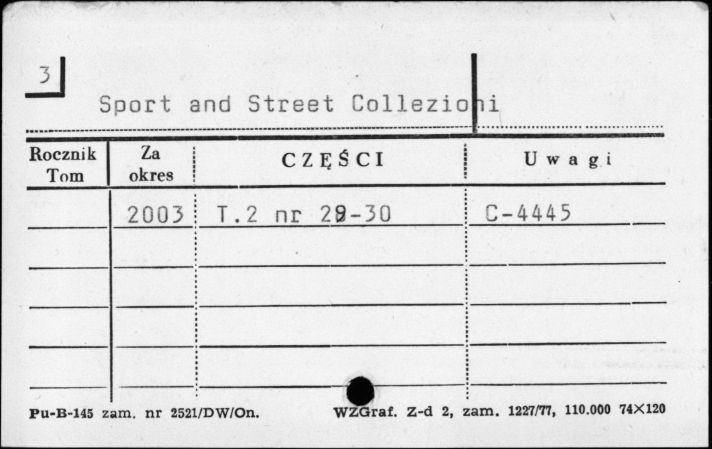 3
Sport and Street Collezioni
Rocznik Tom Za okres CZĘŚCI Uwagi
2003 T.2 nr 29-30 C-4445
Pu-B-145 zam. nr 2521/DW/On. WZGraf. Z-d 2, zam. 1227/77, 110.000 74×120